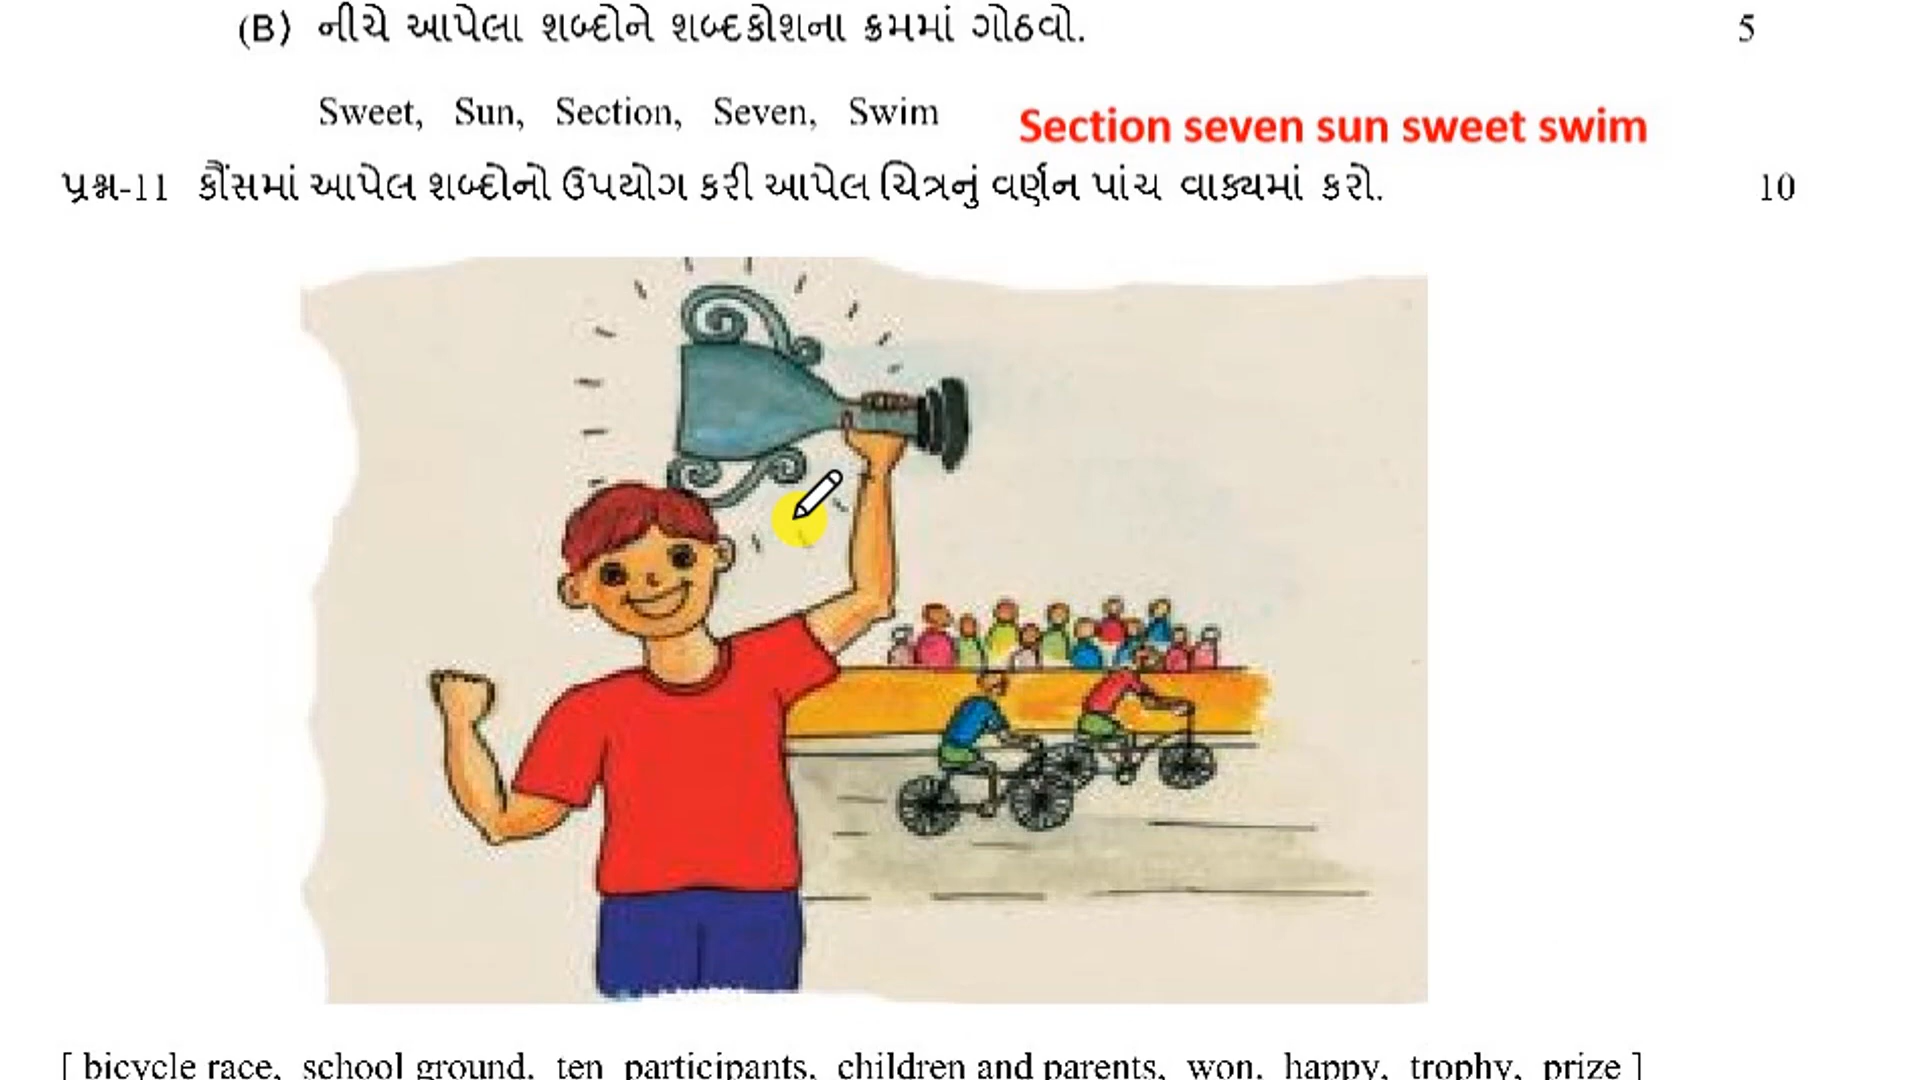 (B) નીચે આપેલા શબ્દોને શબ્દકોશના ક્રમમાં ગોઠવો. 5
Sweet, Sun, Section, Seven, Swim Section seven sun sweet swim
પ્રશ્ન-11 કૌંસમાં આપેલ શબ્દોનો ઉપયોગ કરી આપેલ ચિત્રનું વર્ણન પાંચ વાક્યમાં કરો. 10
[ bicycle race, school ground, ten participants, children and parents, won, happy, trophy, prize ]